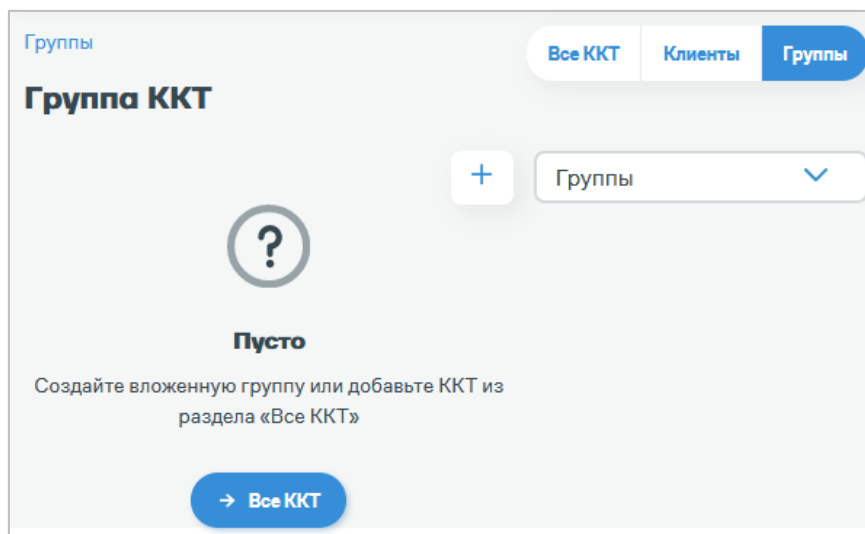 Группы
Все ККТ Клиенты Группы
Группа ККТ
+ Группы
?
Пусто
Создайте вложенную группу или добавьте ККТ из
раздела «Все ККТ»
→ Все ККТ